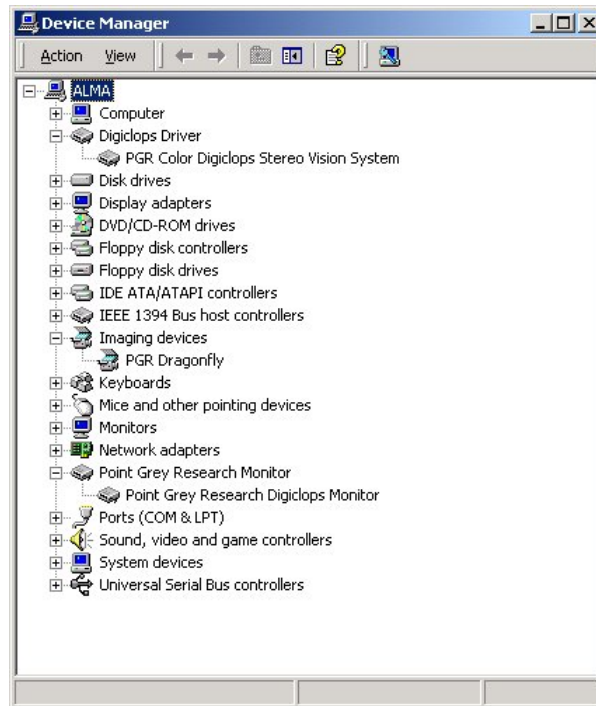 Device Manager
Action View
ALMA
Computer
Digiclops Driver
PGR Color Digiclops Stereo Vision System
Disk drives
Display adapters
DVD/CD-ROM drives
Floppy disk controllers
Floppy disk drives
IDE ATA/ATAPI controllers
IEEE 1394 Bus host controllers
Imaging devices
PGR Dragonfly
Keyboards
Mice and other pointing devices
Monitors
Network adapters
Point Grey Research Monitor
Point Grey Research Digiclops Monitor
Ports (COM & LPT)
Sound, video and game controllers
System devices
Universal Serial Bus controllers